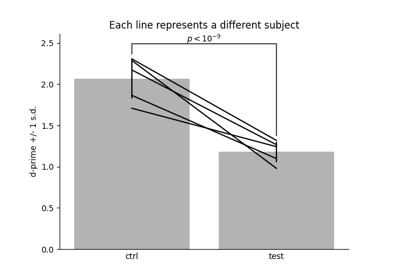 Each line represents a different subject
p < 10⁻⁹
d-prime +/- 1 s.d.
2.5
2.0
1.5
1.0
0.5
0.0
ctrl test